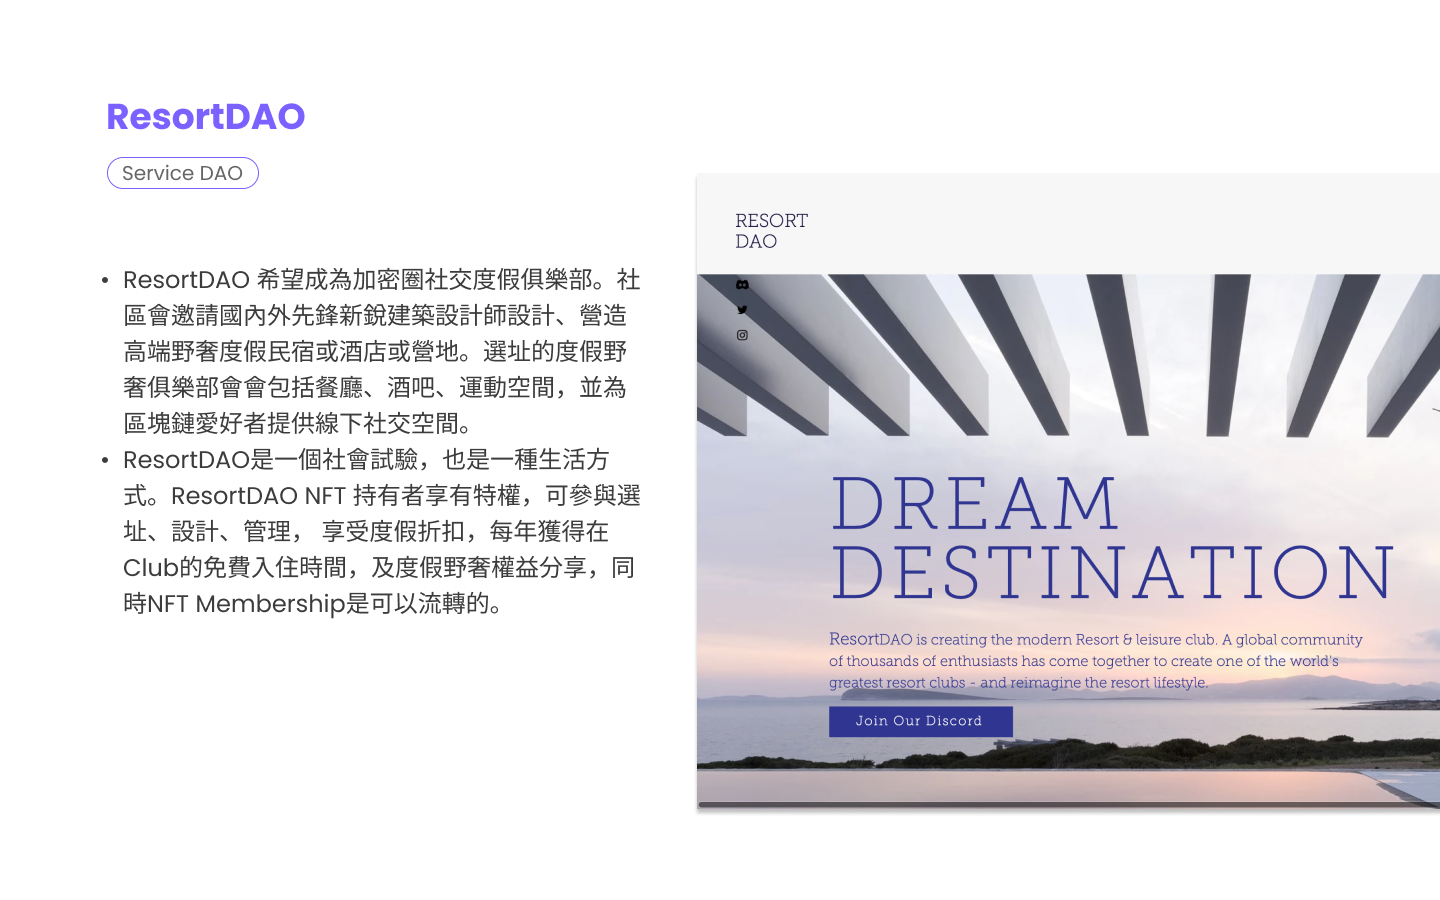 ResortDAO
Service DAO
• ResortDAO 希望成為加密圈社交度假俱樂部。社
區會邀請國內外先鋒新銳建築設計師設計、營造
高端野奢度假民宿或酒店或營地。選址的度假野
奢俱樂部會會包括餐廳、酒吧、運動空間，並為
區塊鏈愛好者提供線下社交空間。
• ResortDAO是一個社會試驗，也是一種生活方
式。ResortDAO NFT 持有者享有特權，可參與選
址、設計、管理， 享受度假折扣，每年獲得在
Club的免費入住時間，及度假野奢權益分享，同
時NFT Membership是可以流轉的。
RESORT
DAO
DREAM
DESTINATION
ResortDAO is creating the modern Resort & leisure club. A global community
of thousands of enthusiasts has come together to create one of the world's
greatest resort clubs - and reimagine the resort lifestyle.
Join Our Discord